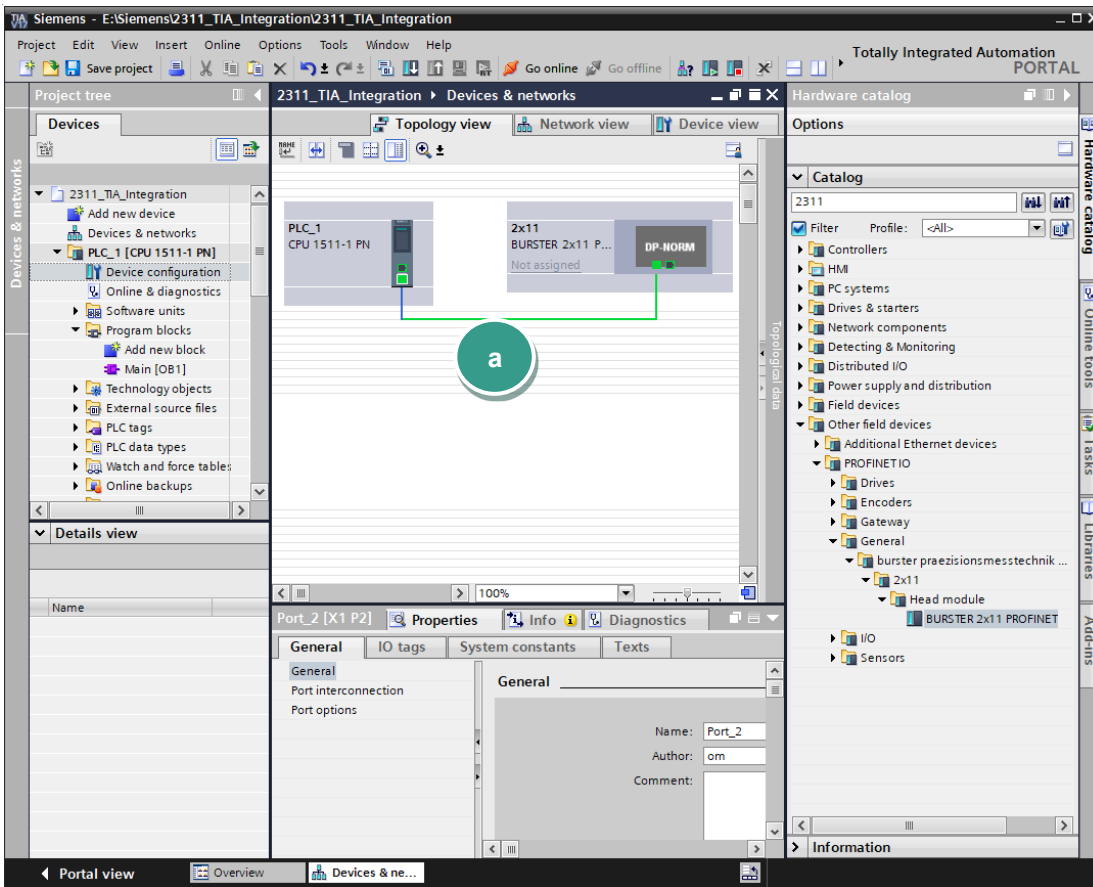 Siemens - E:\Siemens\2311_TIA_Integration\2311_TIA_Integration
Project Edit View Insert Online Options Tools Window Help
Totally Integrated Automation
PORTAL
Save project
Go online
Go offline
Project tree
Devices
Devices & networks
2311_TIA_Integration
Add new device
Devices & networks
PLC_1 [CPU 1511-1 PN]
Device configuration
Online & diagnostics
Software units
Program blocks
Add new block
Main [OB1]
Technology objects
External source files
PLC tags
PLC data types
Watch and force tables
Online backups
Details view
Name
2311_TIA_Integration
Devices & networks
Topology view
Network view
Device view
PLC_1
CPU 1511-1 PN
2x11
BURSTER 2x11 P...
Not assigned
DP-NORM
a
Topological data
100%
Port_2 [X1 P2]
Properties
Info
Diagnostics
General
IO tags
System constants
Texts
General
Port interconnection
Port options
General
Name: Port_2
Author: om
Comment:
Hardware catalog
Options
Catalog
2311
Filter
Profile: <All>
Controllers
HMI
PC systems
Drives & starters
Network components
Detecting & Monitoring
Distributed I/O
Power supply and distribution
Field devices
Other field devices
Additional Ethernet devices
PROFINET IO
Drives
Encoders
Gateway
General
burster praezisionsmesstechnik ...
2x11
Head module
BURSTER 2x11 PROFINET
I/O
Sensors
Information
Hardware catalog
Online tools
Tasks
Libraries
Add-ins
Portal view
Overview
Devices & ne...